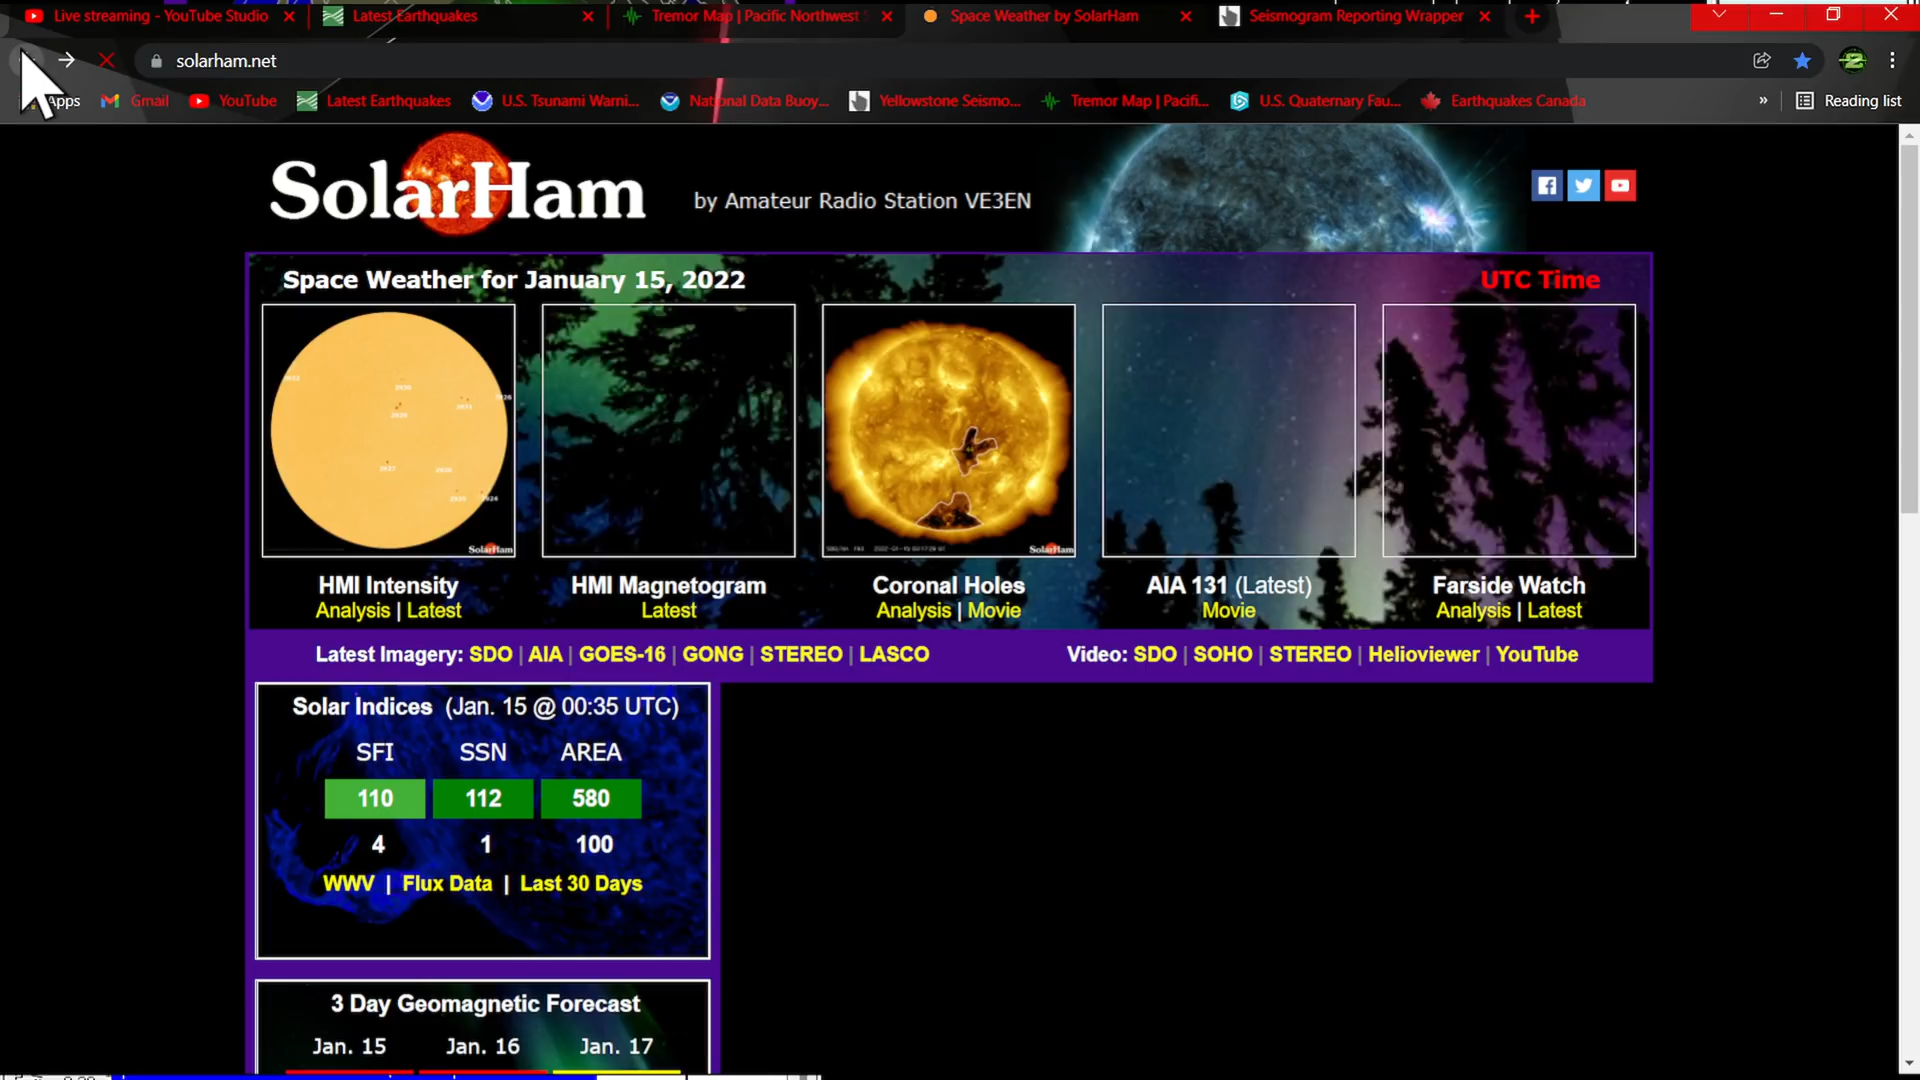 Live streaming - YouTube Studio
Latest Earthquakes
Tremor Map | Pacific Northwest S
Space Weather by SolarHam
Seismogram Reporting Wrapper
solarham.net
Apps
Gmail
YouTube
Latest Earthquakes
U.S. Tsunami Warni...
National Data Buoy...
Yellowstone Seismo...
Tremor Map | Pacifi...
U.S. Quaternary Fau...
Earthquakes Canada
»
Reading list
SolarHam
by Amateur Radio Station VE3EN
Space Weather for January 15, 2022
UTC Time
SolarHam
SolarHam
HMI Intensity
Analysis | Latest
HMI Magnetogram
Latest
Coronal Holes
Analysis | Movie
AIA 131 (Latest)
Movie
Farside Watch
Analysis | Latest
Latest Imagery: SDO | AIA | GOES-16 | GONG | STEREO | LASCO
Video: SDO | SOHO | STEREO | Helioviewer | YouTube
Solar Indices (Jan. 15 @ 00:35 UTC)
SFI SSN AREA
110 112 580
4 1 100
WWV | Flux Data | Last 30 Days
3 Day Geomagnetic Forecast
Jan. 15 Jan. 16 Jan. 17